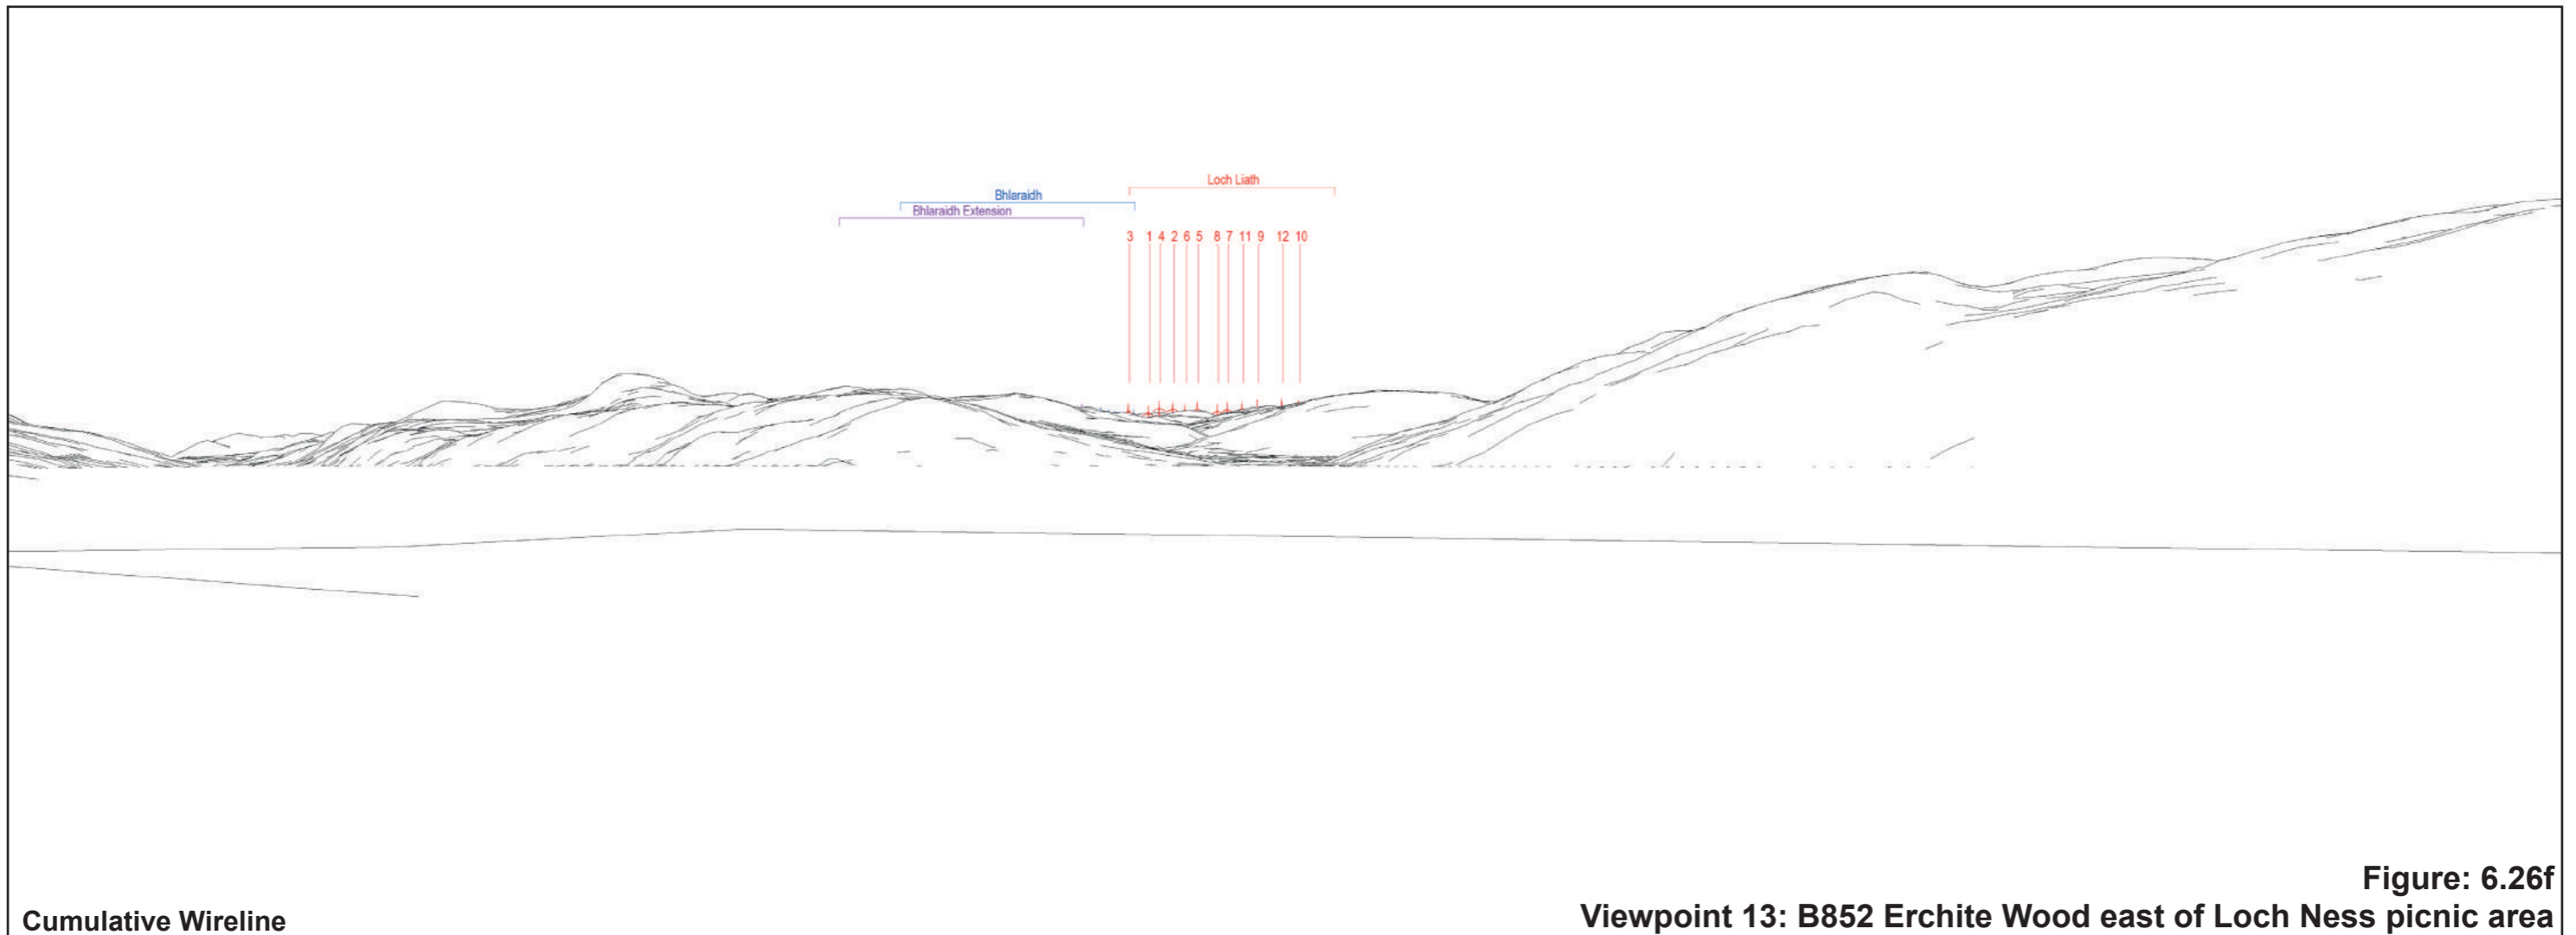 Loch Liath
Bhlaraidh
Bhlaraidh Extension
3 1 4 2 6 5 8 7 11 9 12 10
Figure: 6.26f
Cumulative Wireline
Viewpoint 13: B852 Erchite Wood east of Loch Ness picnic area